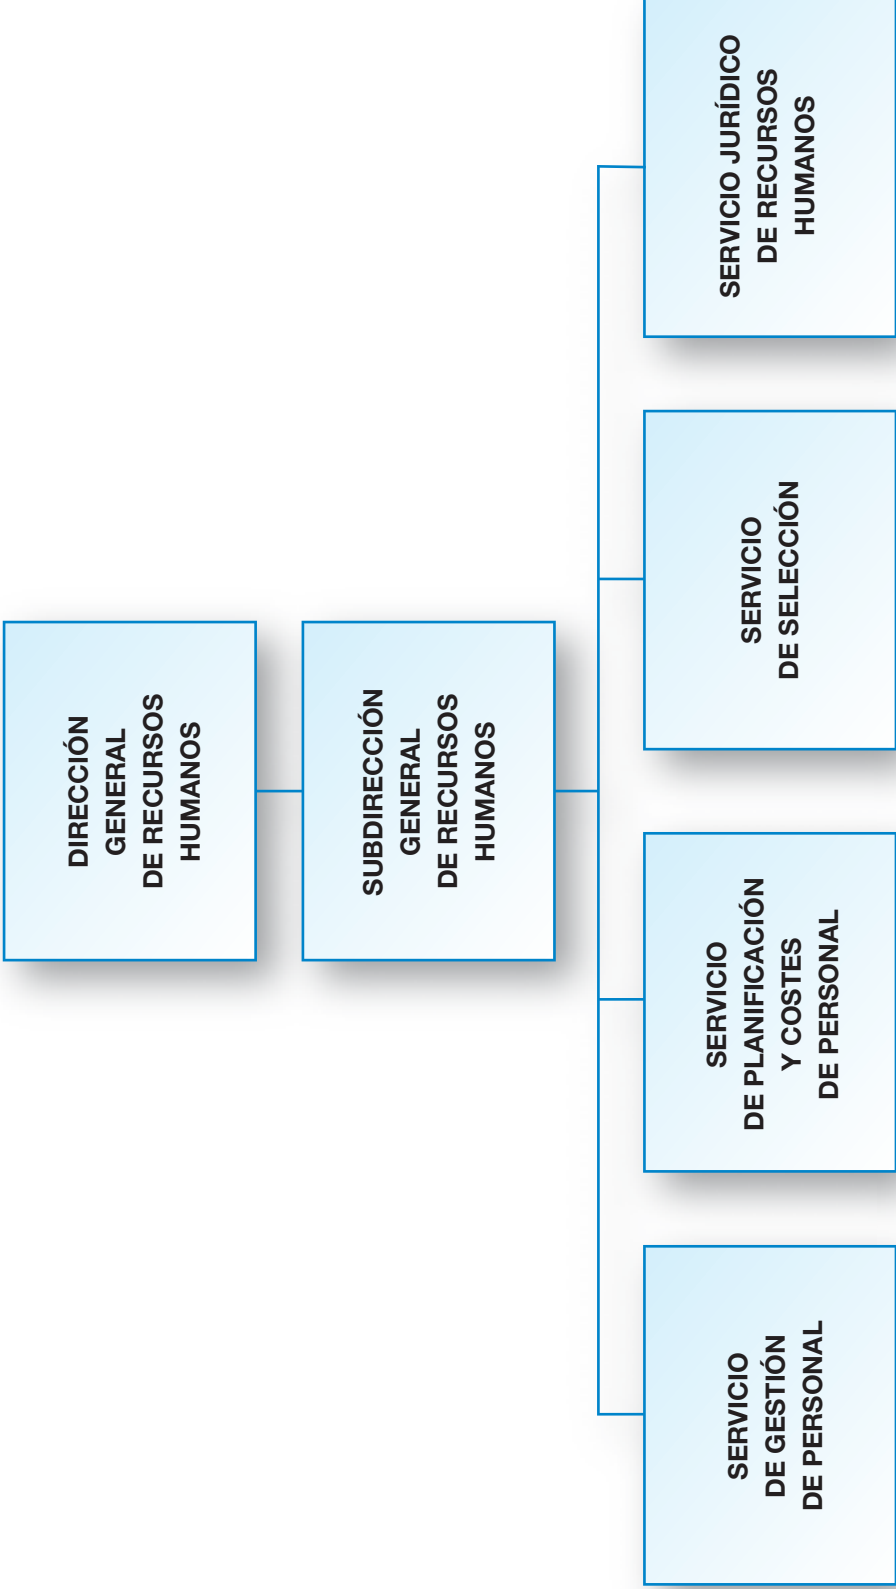 DIRECCIÓN
GENERAL
DE RECURSOS
HUMANOS
SUBDIRECCIÓN
GENERAL
DE RECURSOS
HUMANOS
SERVICIO
DE GESTIÓN
DE PERSONAL
SERVICIO
DE PLANIFICACIÓN
Y COSTES
DE PERSONAL
SERVICIO
DE SELECCIÓN
SERVICIO JURÍDICO
DE RECURSOS
HUMANOS